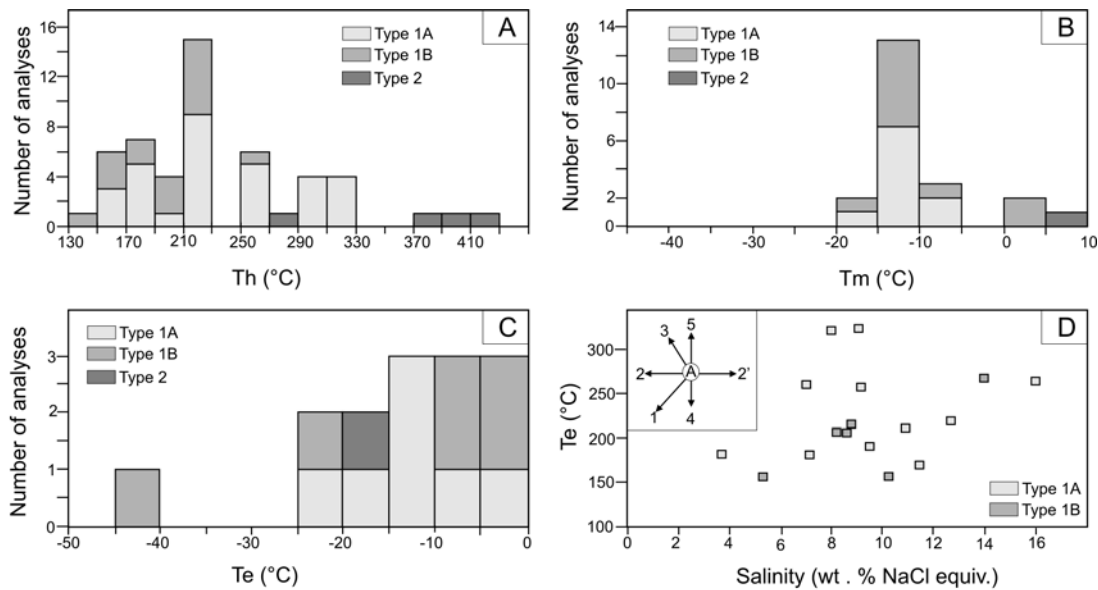 A
Number of analyses
16
12
8
4
0
Type 1A
Type 1B
Type 2
130 170 210 250 290 330 370 410
Th (°C)
B
Number of analyses
14
10
6
2
0
Type 1A
Type 1B
Type 2
-40 -30 -20 -10 0 10
Tm (°C)
C
Number of analyses
3
2
1
0
Type 1A
Type 1B
Type 2
-50 -40 -30 -20 -10 0
Te (°C)
D
Te (°C)
300
250
200
150
100
3 5
2 A 2'
1 4
Type 1A
Type 1B
0 2 4 6 8 10 12 14 16
Salinity (wt . % NaCl equiv.)